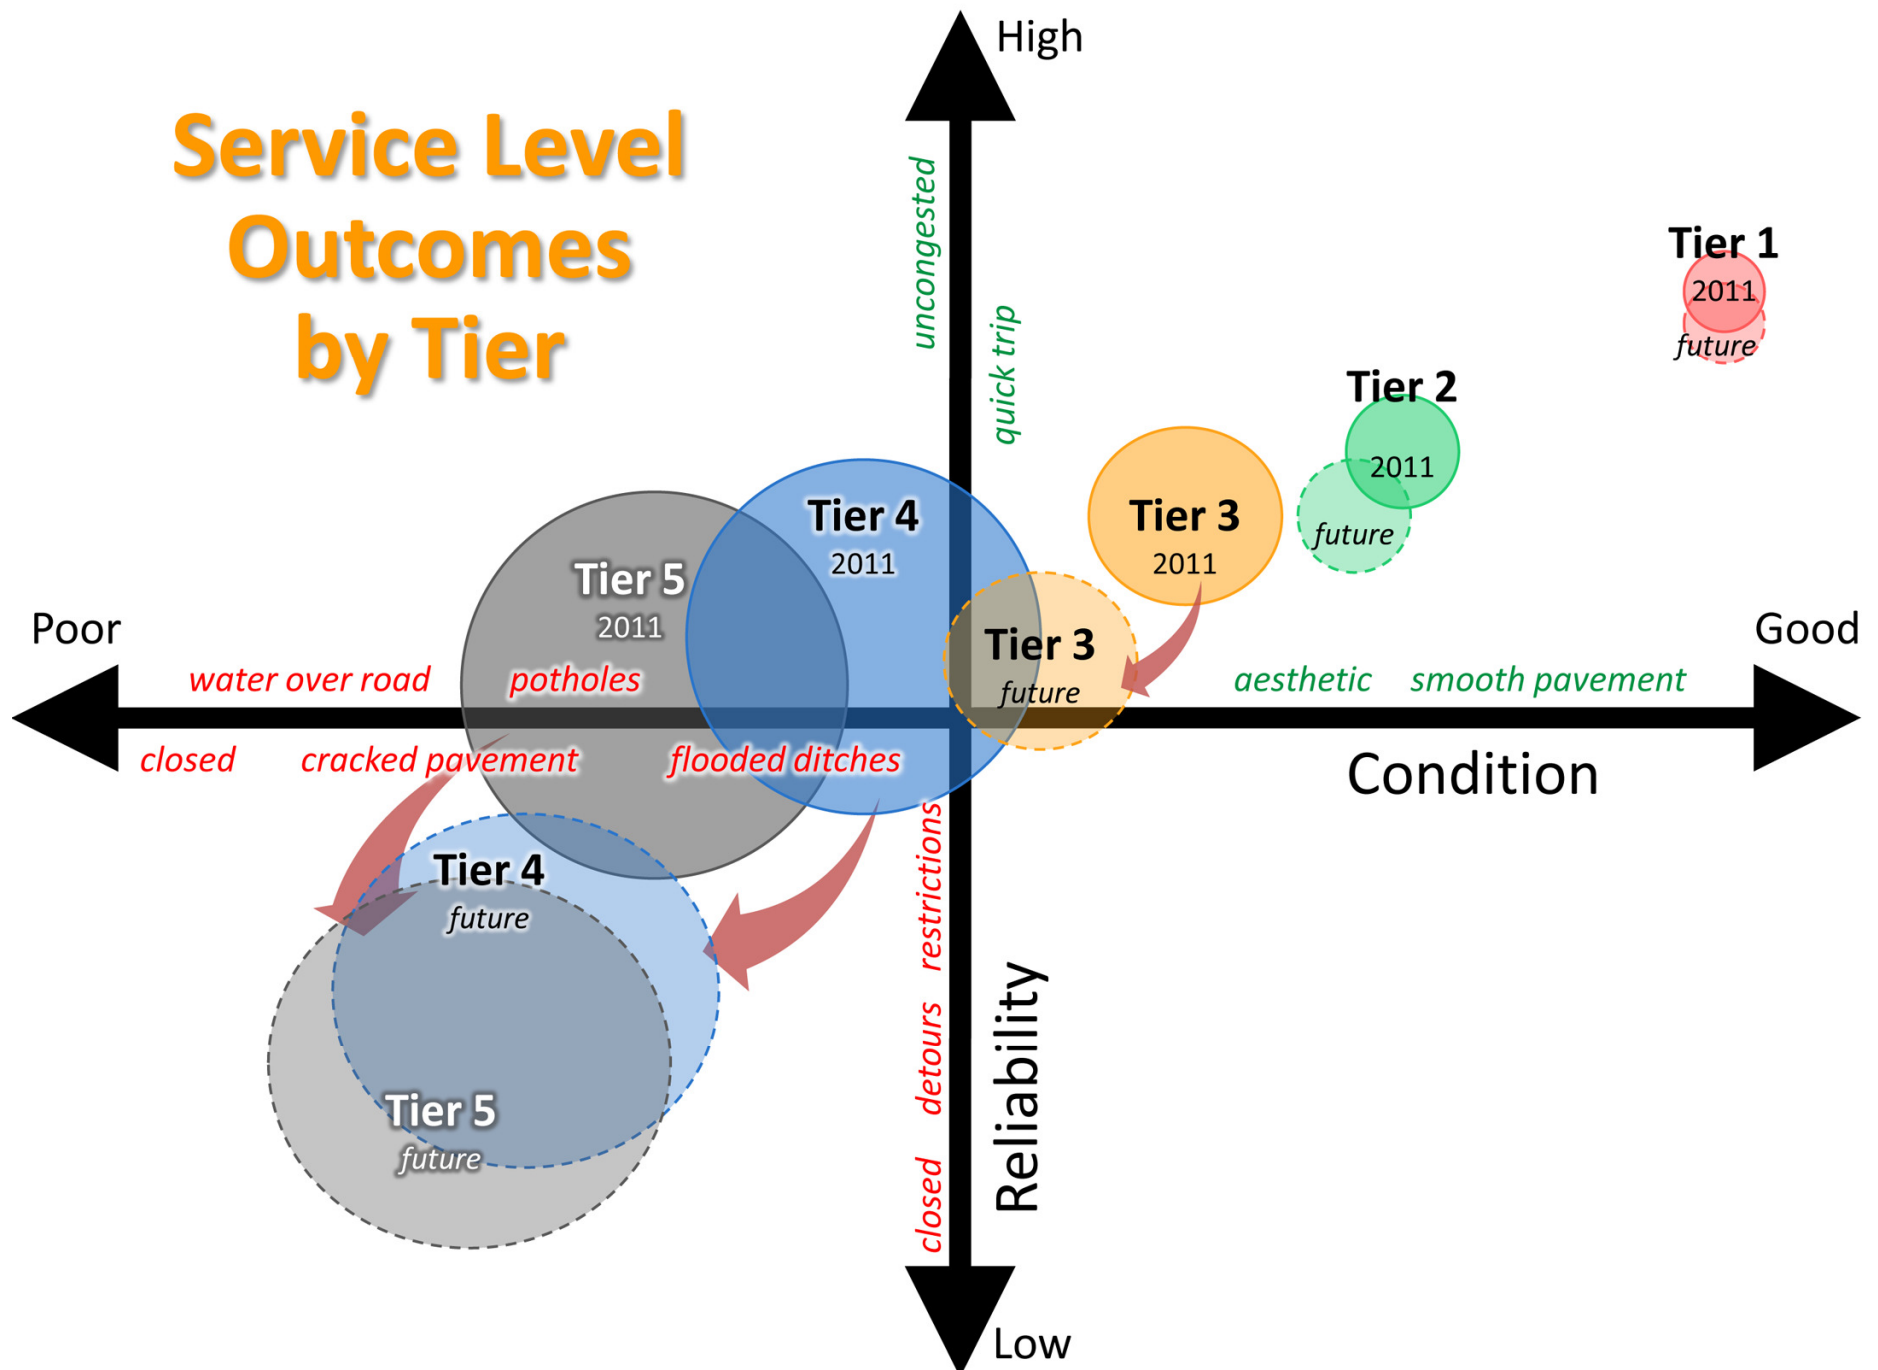 High
Service Level
Outcomes
by Tier
uncongested
quick trip
Tier 1
2011
future
Tier 2
2011
future
Tier 3
2011
Tier 4
2011
Tier 5
2011
Tier 3
future
Poor
Good
water over road
potholes
aesthetic
smooth pavement
closed
cracked pavement
flooded ditches
Condition
restrictions
detours
closed
Reliability
Tier 4
future
Tier 5
future
Low